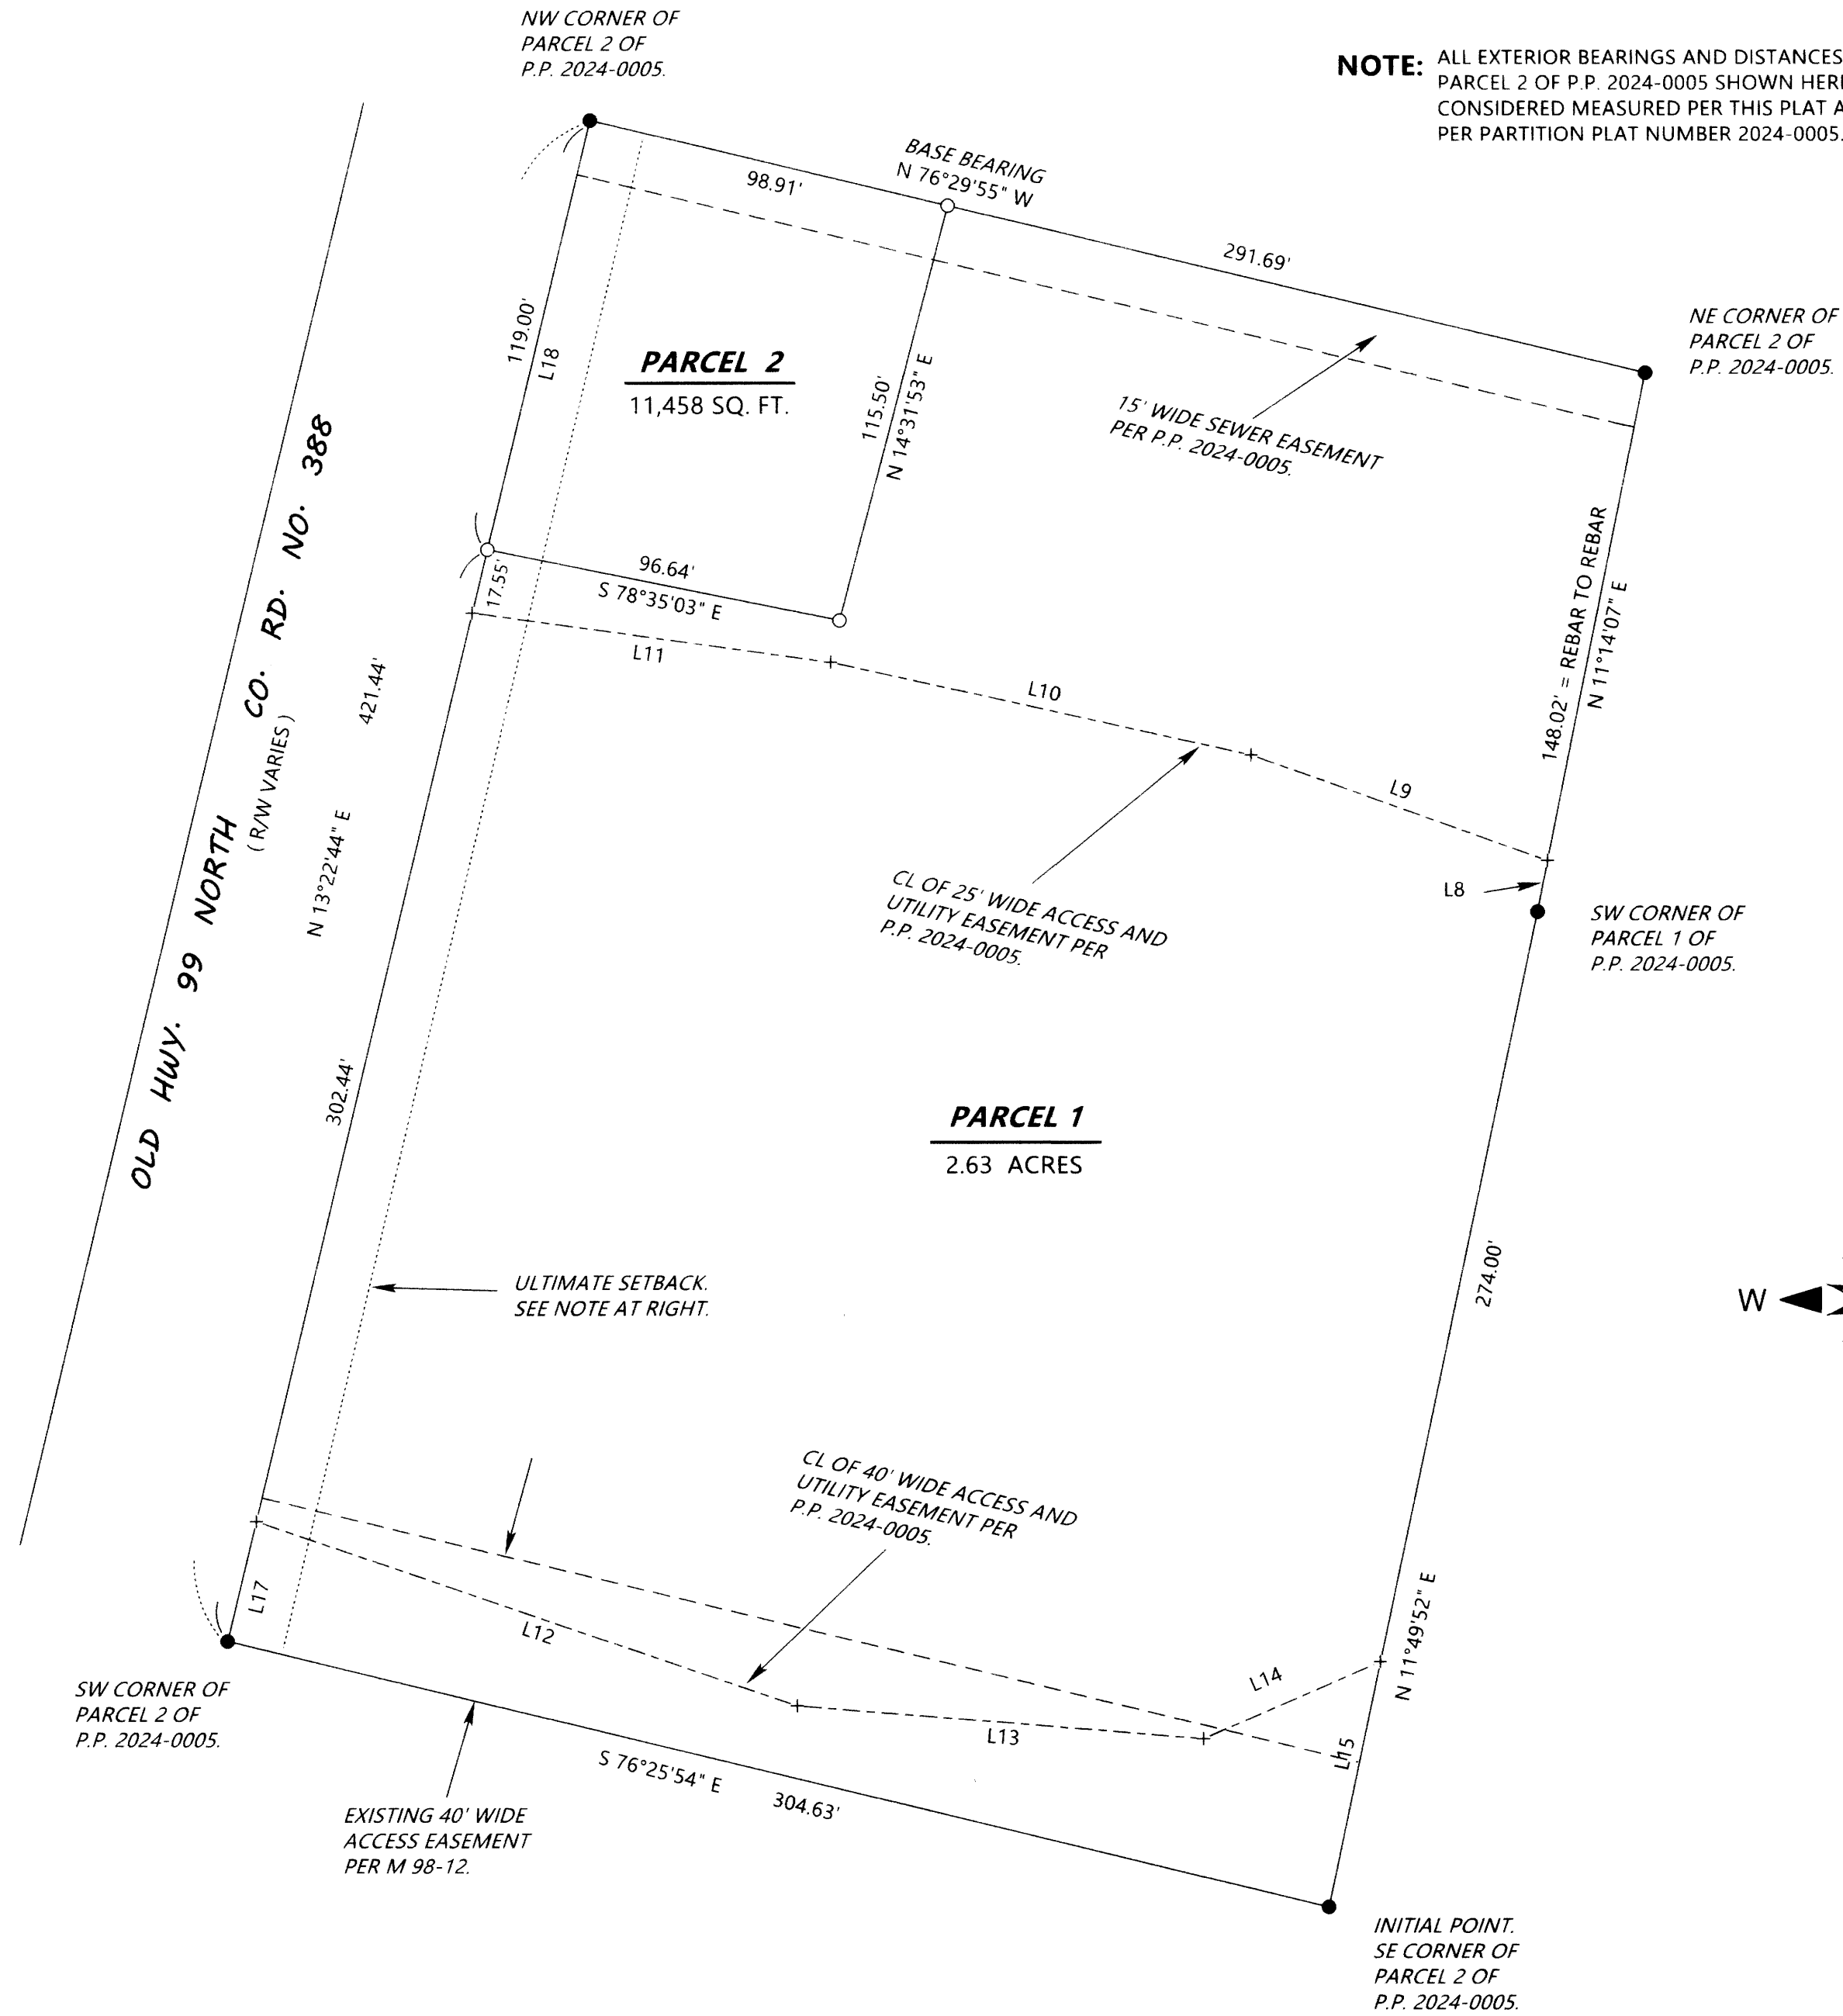 NW CORNER OF
PARCEL 2 OF
P.P. 2024-0005.
NOTE: ALL EXTERIOR BEARINGS AND DISTANCES
PARCEL 2 OF P.P. 2024-0005 SHOWN
CONSIDERED MEASURED PER THIS PLAT
PER PARTITION PLAT NUMBER 2024-0005.
BASE BEARING
N 76°29'55" W
98.91'
291.69'
NE CORNER OF
PARCEL 2 OF
P.P. 2024-0005.
119.00'
L18
PARCEL 2
11,458 SQ. FT.
115.50'
N 14°31'53" E
15' WIDE SEWER EASEMENT
PER P.P. 2024-0005.
OLD HWY. 99 NORTH CO. RD. NO. 388
( R/W VARIES )
17.55'
96.64'
S 78°35'03" E
148.02' = REBAR TO REBAR
N 11°14'07" E
L11
L10
L9
L8
421.44'
N 13°22'44" E
CL OF 25' WIDE ACCESS AND
UTILITY EASEMENT PER
P.P. 2024-0005.
SW CORNER OF
PARCEL 1 OF
P.P. 2024-0005.
302.44'
PARCEL 1
2.63 ACRES
274.00'
ULTIMATE SETBACK.
SEE NOTE AT RIGHT.
W
CL OF 40' WIDE ACCESS AND
UTILITY EASEMENT PER
P.P. 2024-0005.
L17
L12
L13
L14
L15
N 11°49'52" E
SW CORNER OF
PARCEL 2 OF
P.P. 2024-0005.
S 76°25'54" E 304.63'
EXISTING 40' WIDE
ACCESS EASEMENT
PER M 98-12.
INITIAL POINT.
SE CORNER OF
PARCEL 2 OF
P.P. 2024-0005.